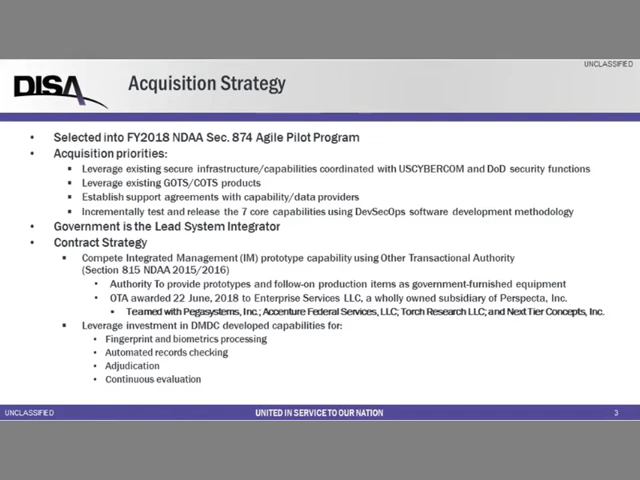 UNCLASSIFIED
DISA
Acquisition Strategy
• Selected into FY2018 NDAA Sec. 874 Agile Pilot Program
• Acquisition priorities:
▪ Leverage existing secure infrastructure/capabilities coordinated with USCYBERCOM and DoD security functions
▪ Leverage existing GOTS/COTS products
▪ Establish support agreements with capability/data providers
▪ Incrementally test and release the 7 core capabilities using DevSecOps software development methodology
• Government is the Lead System Integrator
• Contract Strategy
▪ Compete Integrated Management (IM) prototype capability using Other Transactional Authority
(Section 815 NDAA 2015/2016)
• Authority To provide prototypes and follow-on production items as government-furnished equipment
• OTA awarded 22 June, 2018 to Enterprise Services LLC, a wholly owned subsidiary of Perspecta, Inc.
▪ Teamed with Pegasystems, Inc.; Accenture Federal Services, LLC; Torch Research LLC; and Next Tier Concepts, Inc.
▪ Leverage investment in DMDC developed capabilities for:
• Fingerprint and biometrics processing
• Automated records checking
• Adjudication
• Continuous evaluation
UNCLASSIFIED
UNITED IN SERVICE TO OUR NATION
3